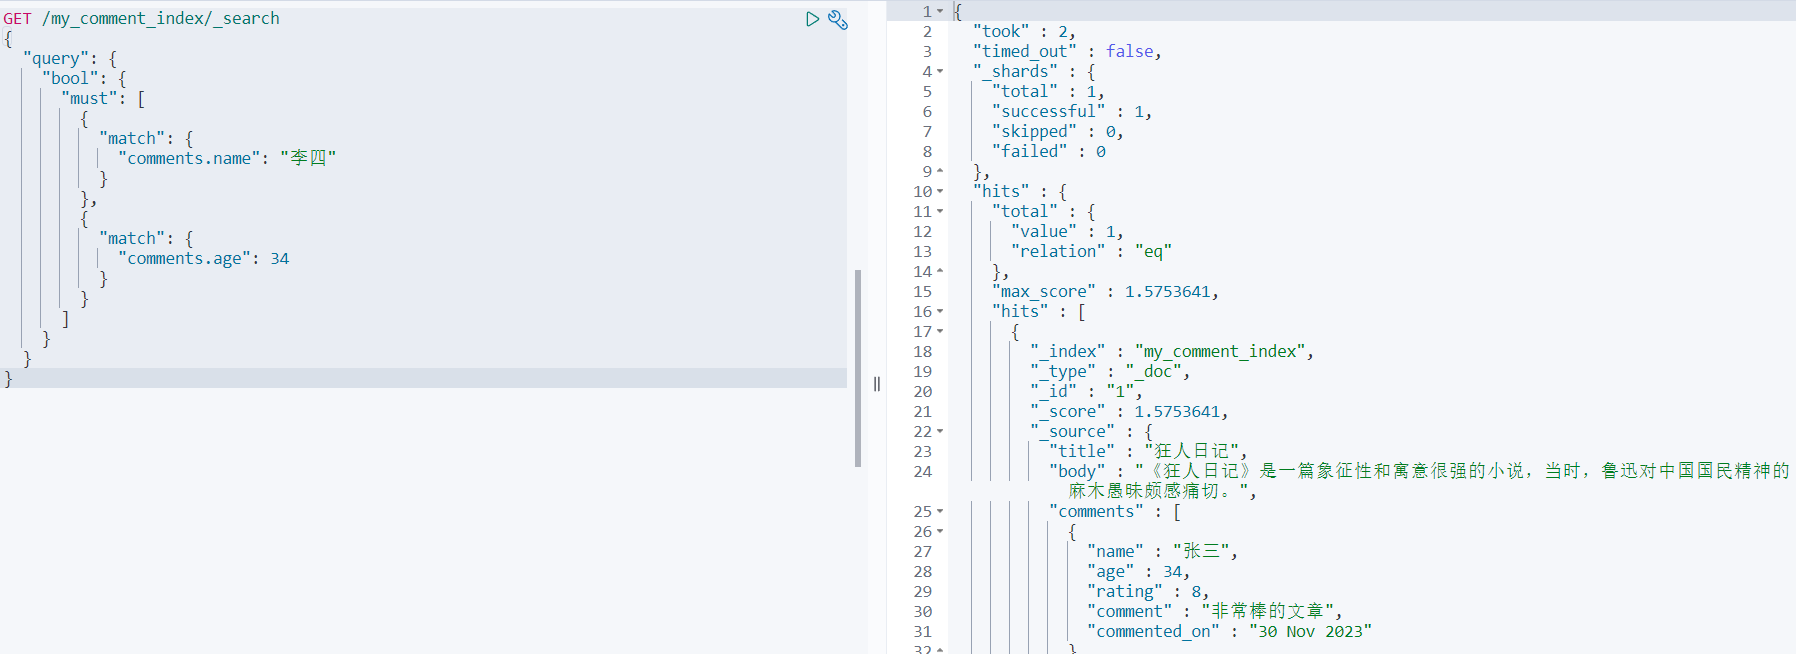 GET /my_comment_index/_search
{
  "query": {
    "bool": {
      "must": [
        {
          "match": {
            "comments.name": "李四"
          }
        },
        {
          "match": {
            "comments.age": 34
          }
        }
      ]
    }
  }
}
1 {
2   "took" : 2,
3   "timed_out" : false,
4   "_shards" : {
5     "total" : 1,
6     "successful" : 1,
7     "skipped" : 0,
8     "failed" : 0
9   },
10   "hits" : {
11     "total" : {
12       "value" : 1,
13       "relation" : "eq"
14     },
15     "max_score" : 1.5753641,
16     "hits" : [
17       {
18         "_index" : "my_comment_index",
19         "_type" : "_doc",
20         "_id" : "1",
21         "_score" : 1.5753641,
22         "_source" : {
23           "title" : "狂人日记",
24           "body" : "《狂人日记》是一篇象征性和寓意很强的小说，当时，鲁迅对中国国民精神的
麻木愚昧颇感痛切。",
25           "comments" : [
26             {
27               "name" : "张三",
28               "age" : 34,
29               "rating" : 8,
30               "comment" : "非常棒的文章",
31               "commented_on" : "30 Nov 2023"
32             }